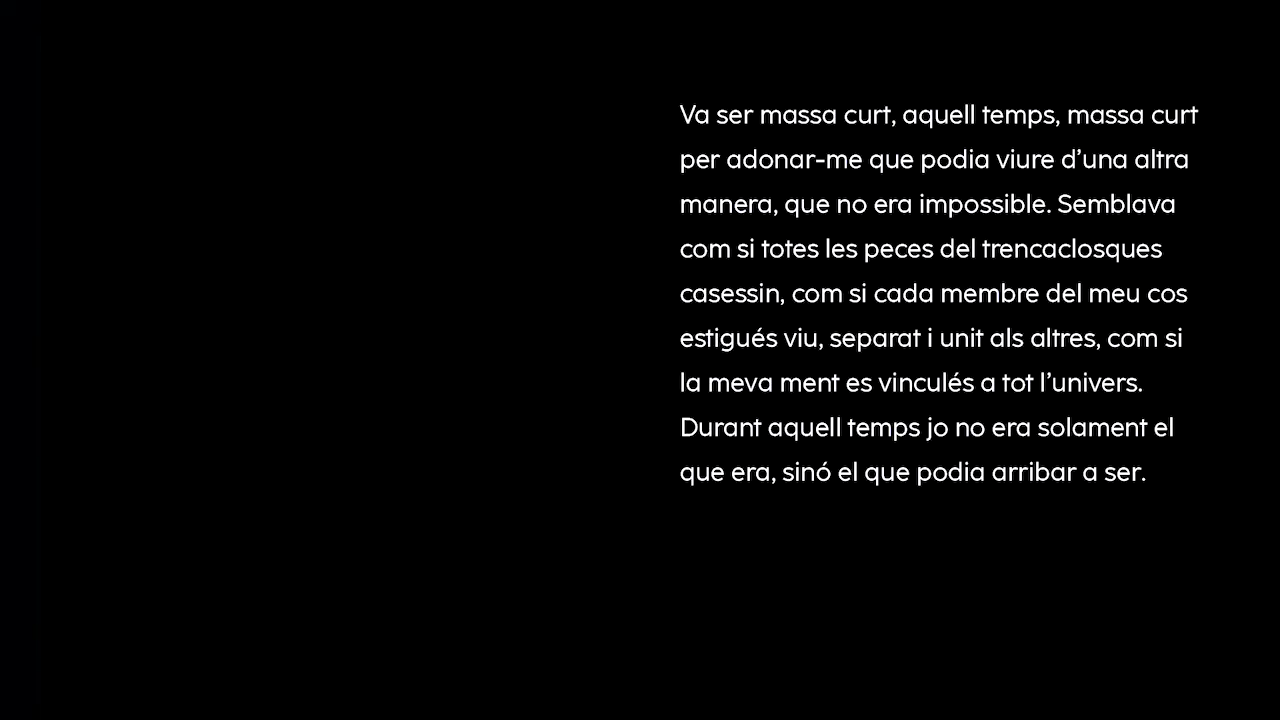 Va ser massa curt, aquell temps, massa curt
per adonar-me que podia viure d’una altra
manera, que no era impossible. Semblava
com si totes les peces del trencaclosques
casessin, com si cada membre del meu cos
estigués viu, separat i unit als altres, com si
la meva ment es vinculés a tot l’univers.
Durant aquell temps jo no era solament el
que era, sinó el que podia arribar a ser.